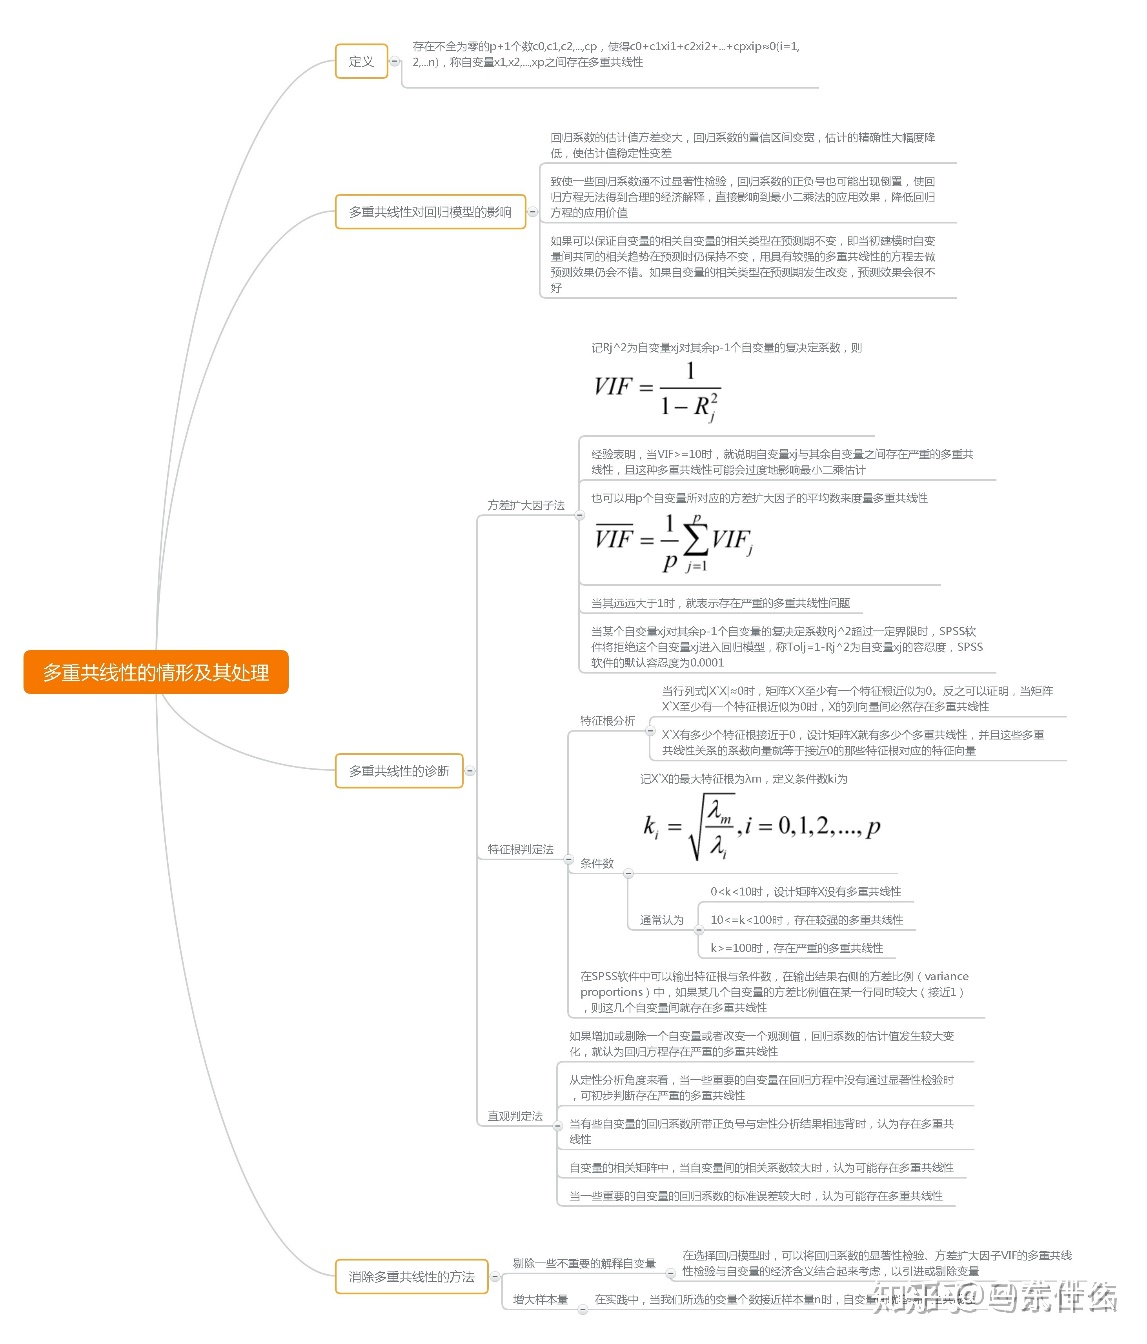 定义
存在不全为零的p+1个数c0,c1,c2,...,cp，使得c0+c1xi1+c2xi2+...+cpxip≈0(i=1,
2,...n)，称自变量x1,x2,...,xp之间存在多重共线性
多重共线性对回归模型的影响
回归系数的估计值方差变大，回归系数的置信区间变宽，估计的精确性大幅度降
低，使估计值稳定性变差
致使一些回归系数通不过显著性检验，回归系数的正负号也可能出现倒置，使回
归方程无法得到合理的经济解释，直接影响到最小二乘法的应用效果，降低回归
方程的应用价值
如果可以保证自变量的相关自变量的相关类型在预测期不变，即当初建模时自变
量间共同的相关趋势在预测时仍保持不变，用具有较强的多重共线性的方程去做
预测效果仍会不错。如果自变量的相关类型在预测期发生改变，预测效果会很不
好
多重共线性的情形及其处理
多重共线性的诊断
方差扩大因子法
记Rj^2为自变量xj对其余p-1个自变量的复决定系数，则
VIF = 1 / (1 − R_j^2)
经验表明，当VIF>=10时，就说明自变量xj与其余自变量之间存在严重的多重共
线性，且这种多重共线性可能会过度地影响最小二乘估计
也可以用p个自变量所对应的方差扩大因子的平均数来度量多重共线性
\overline{VIF} = \frac{1}{p} \sum_{j=1}^{p} VIF_j
当其远远大于1时，就表示存在严重的多重共线性问题
当某个自变量xj对其余p-1个自变量的复决定系数Rj^2超过一定界限时，SPSS软
件将拒绝这个自变量xj进入回归模型，称Tolj=1-Rj^2为自变量xj的容忍度，SPSS
软件的默认容忍度为0.0001
特征根判定法
特征根分析
当行列式|X`X|≈0时，矩阵X`X至少有一个特征根近似为0。反之可以证明，当矩阵
X`X至少有一个特征根近似为0时，X的列向量间必然存在多重共线性
X`X有多少个特征根接近于0，设计矩阵X就有多少个多重共线性，并且这些多重
共线性关系的系数向量就等于接近0的那些特征根对应的特征向量
条件数
记X`X的最大特征根为λm，定义条件数ki为
k_i = \sqrt{\frac{λ_m}{λ_i}}, i = 0,1,2,..., p
通常认为
0<k<10时，设计矩阵X没有多重共线性
10<=k<100时，存在较强的多重共线性
k>=100时，存在严重的多重共线性
在SPSS软件中可以输出特征根与条件数，在输出结果右侧的方差比例（variance
proportions）中，如果某几个自变量的方差比例值在某一行同时较大（接近1）
，则这几个自变量间就存在多重共线性
直观判定法
如果增加或剔除一个自变量或者改变一个观测值，回归系数的估计值发生较大变
化，就认为回归方程存在严重的多重共线性
从定性分析角度来看，当一些重要的自变量在回归方程中没有通过显著性检验时
，可初步判断存在严重的多重共线性
当有些自变量的回归系数所带正负号与定性分析结果相违背时，认为存在多重共
线性
自变量的相关矩阵中，当自变量间的相关系数较大时，认为可能存在多重共线性
当一些重要的自变量的回归系数的标准误差较大时，认为可能存在多重共线性
消除多重共线性的方法
剔除一些不重要的解释自变量
在选择回归模型时，可以将回归系数的显著性检验、方差扩大因子VIF的多重共线
性检验与自变量的经济含义结合起来考虑，以引进或剔除变量
增大样本量
在实践中，当我们所选的变量个数接近样本量n时，自变量
知乎 @马东什么